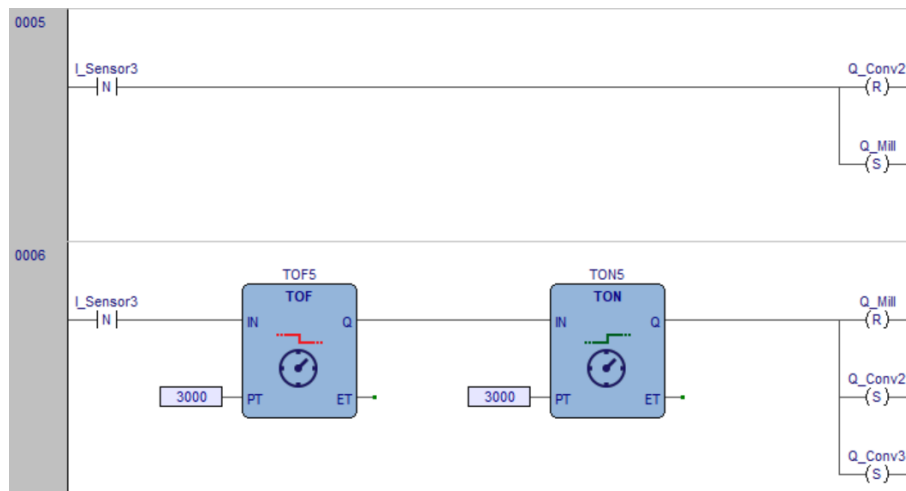 0005
I_Sensor3
N
Q_Conv2
R
Q_Mill
S
0006
I_Sensor3
N
TOF5
TOF
IN
Q
3000
PT
ET
TON5
TON
IN
Q
3000
PT
ET
Q_Mill
R
Q_Conv2
S
Q_Conv3
S